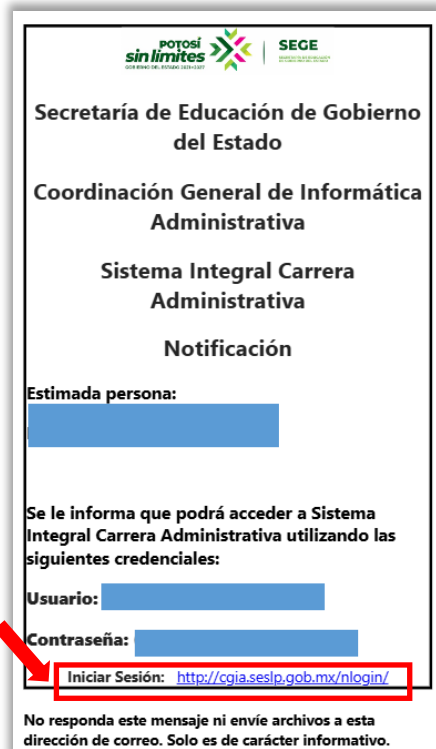 POTOSÍ
sin límites
GOBIERNO DEL ESTADO 2021-2027
SEGE
Secretaría de Educación de Gobierno
del Estado
Coordinación General de Informática
Administrativa
Sistema Integral Carrera
Administrativa
Notificación
Estimada persona:
Se le informa que podrá acceder a Sistema
Integral Carrera Administrativa utilizando las
siguientes credenciales:
Usuario:
Contraseña:
Iniciar Sesión: http://cgia.seslp.gob.mx/nlogin/
No responda este mensaje ni envíe archivos a esta
dirección de correo. Solo es de carácter informativo.